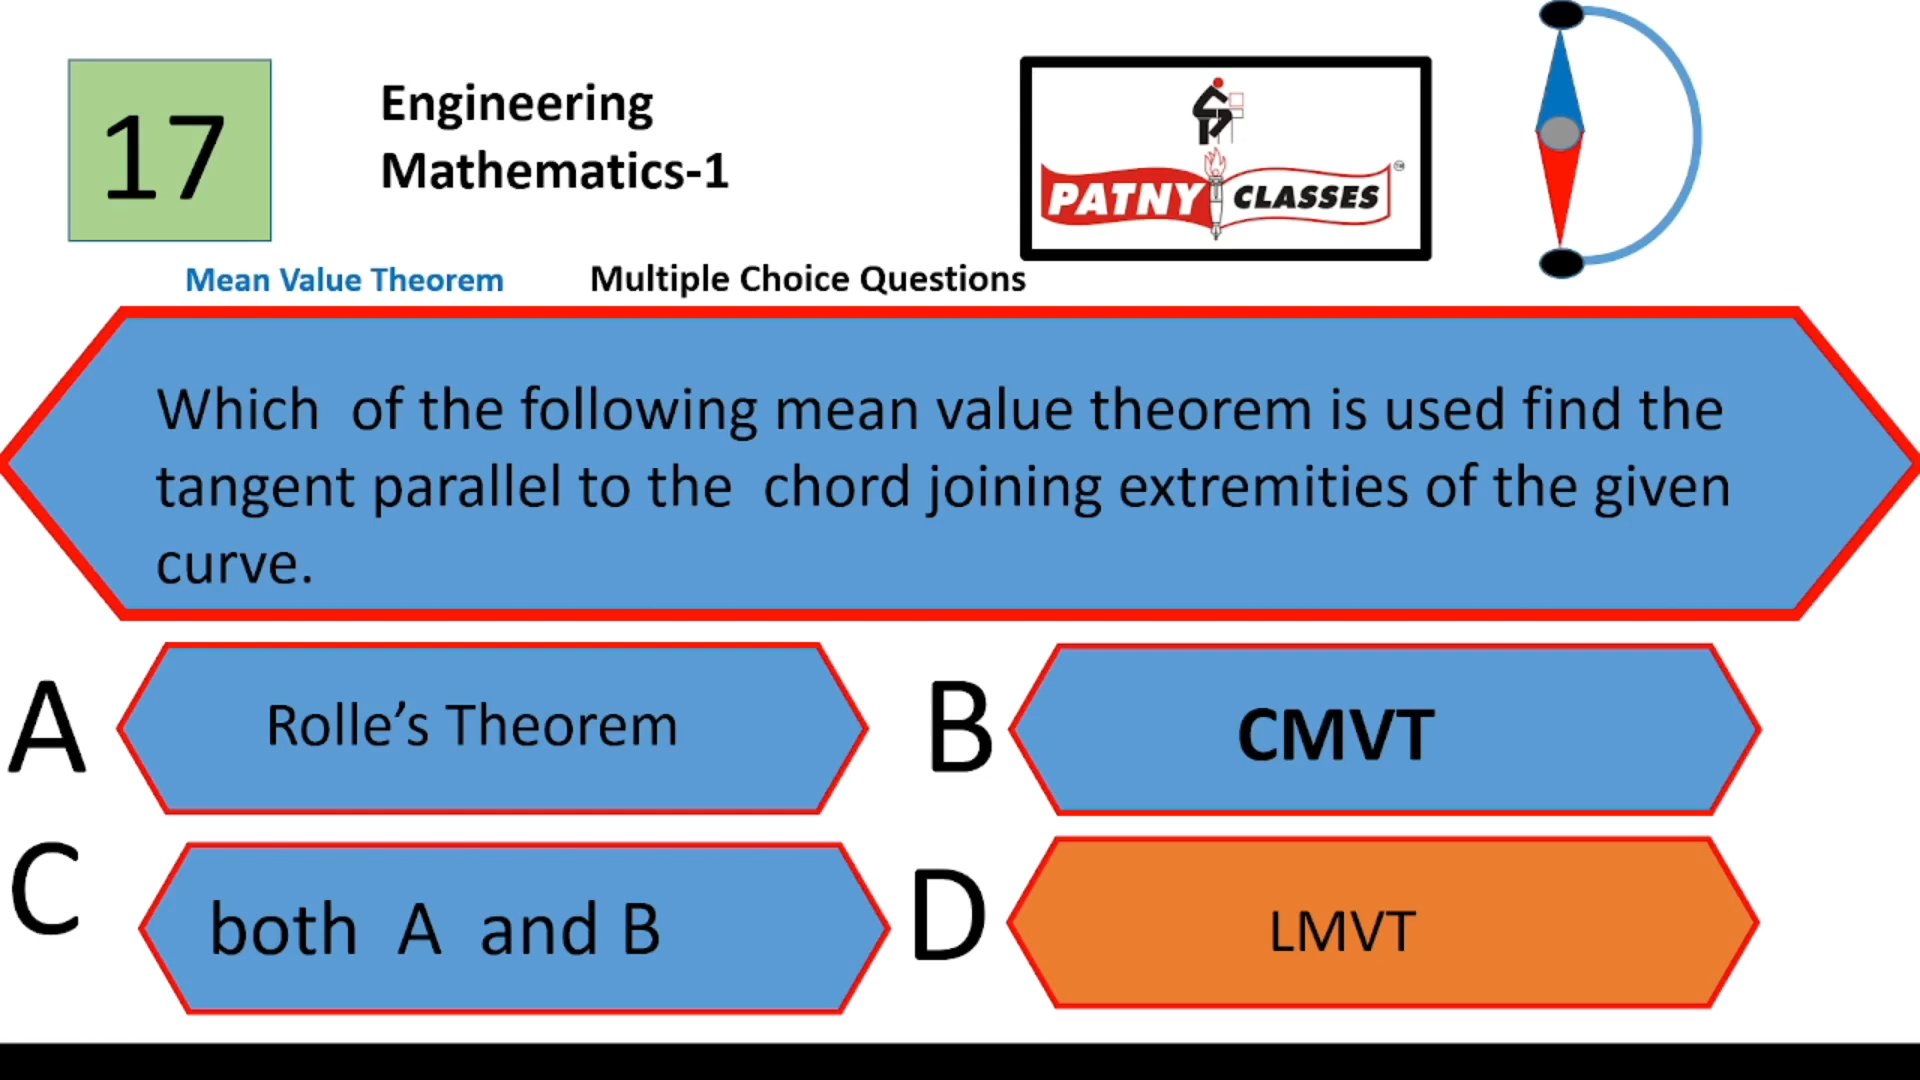 17
Engineering
Mathematics-1
PATNY CLASSES TM
Mean Value Theorem Multiple Choice Questions
Which of the following mean value theorem is used find the
tangent parallel to the chord joining extremities of the given
curve.
A Rolle’s Theorem
B CMVT
C both A and B
D LMVT